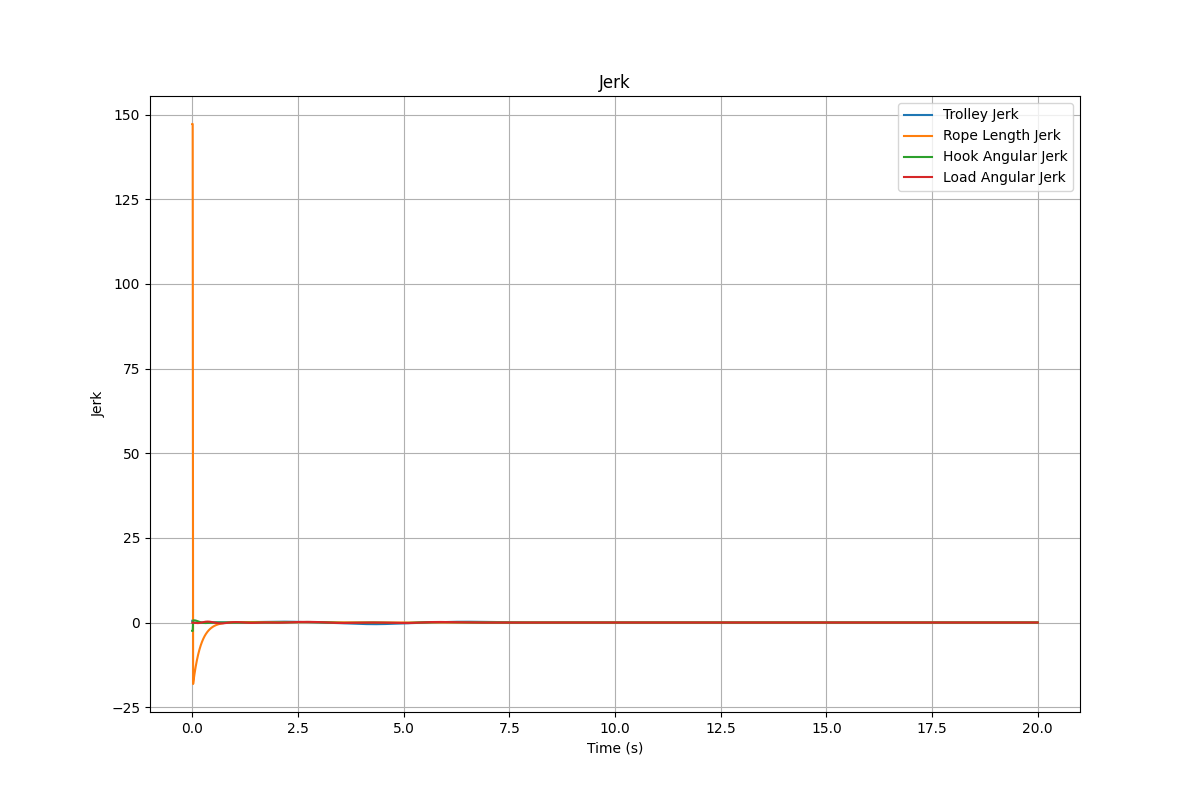 Jerk
Trolley Jerk
Rope Length Jerk
Hook Angular Jerk
Load Angular Jerk
150
125
100
75
50
25
0
−25
Jerk
0.0 2.5 5.0 7.5 10.0 12.5 15.0 17.5 20.0
Time (s)